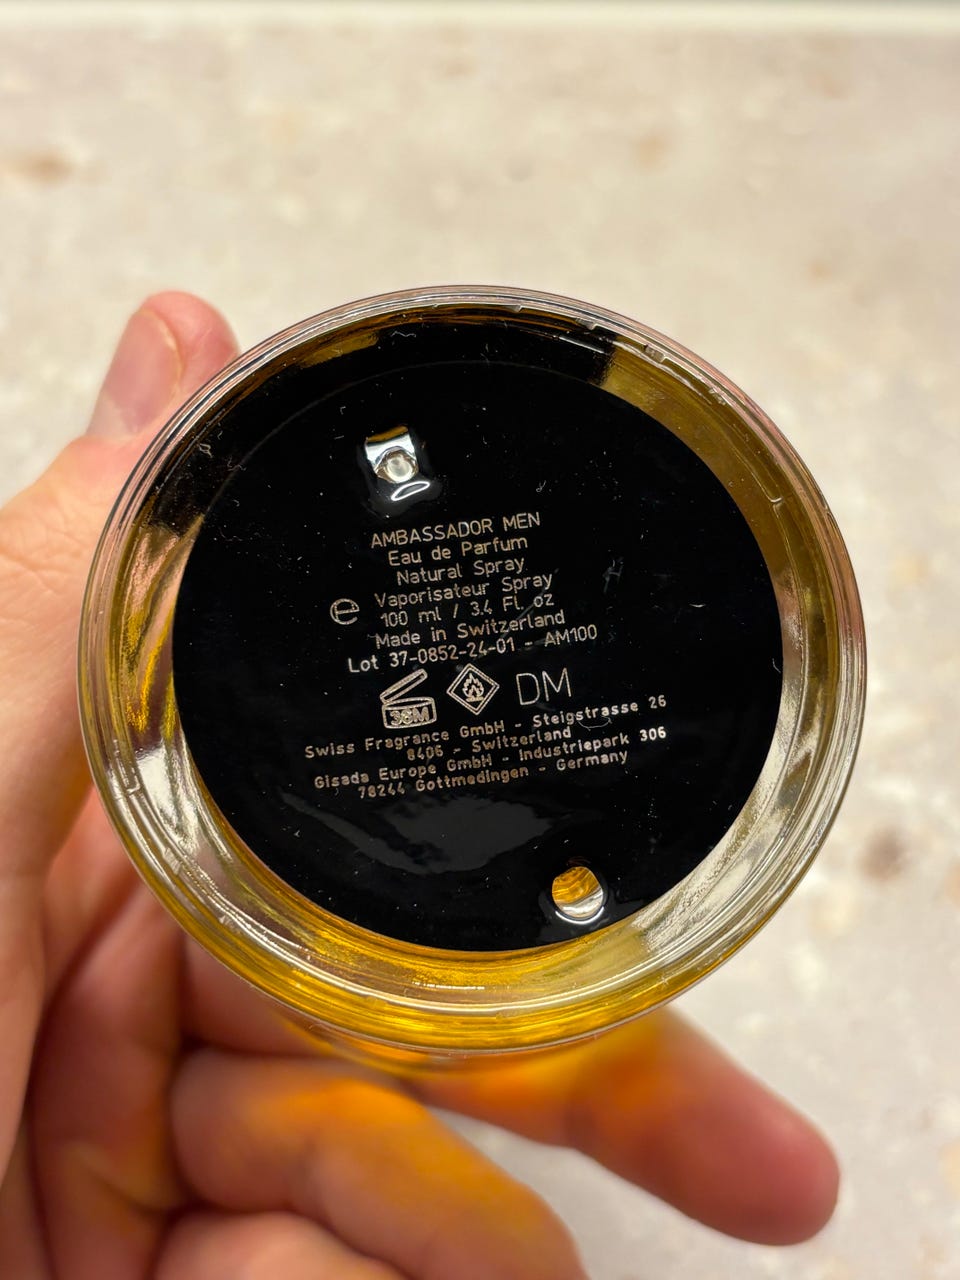 AMBASSADOR MEN
Eau de Parfum
Natural Spray
Vaporisateur Spray
℮ 100 ml / 3.4 Fl. oz
Made in Switzerland
Lot 37-0852-24-01 - AM100
36M DM
Swiss Fragrance GmbH - Steigstrasse 26
8406 - Switzerland
Gisada Europe GmbH - Industriepark 306
78244 Gottmadingen - Germany